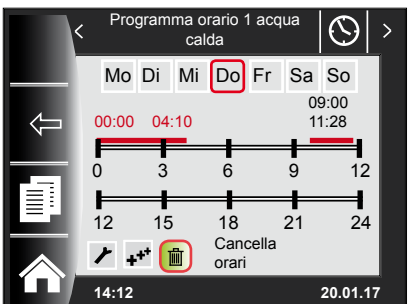 Programma orario 1 acqua
calda
Mo Di Mi Do Fr Sa So
09:00
00:00 04:10 11:28
0 3 6 9 12
12 15 18 21 24
Cancella
orari
14:12 20.01.17